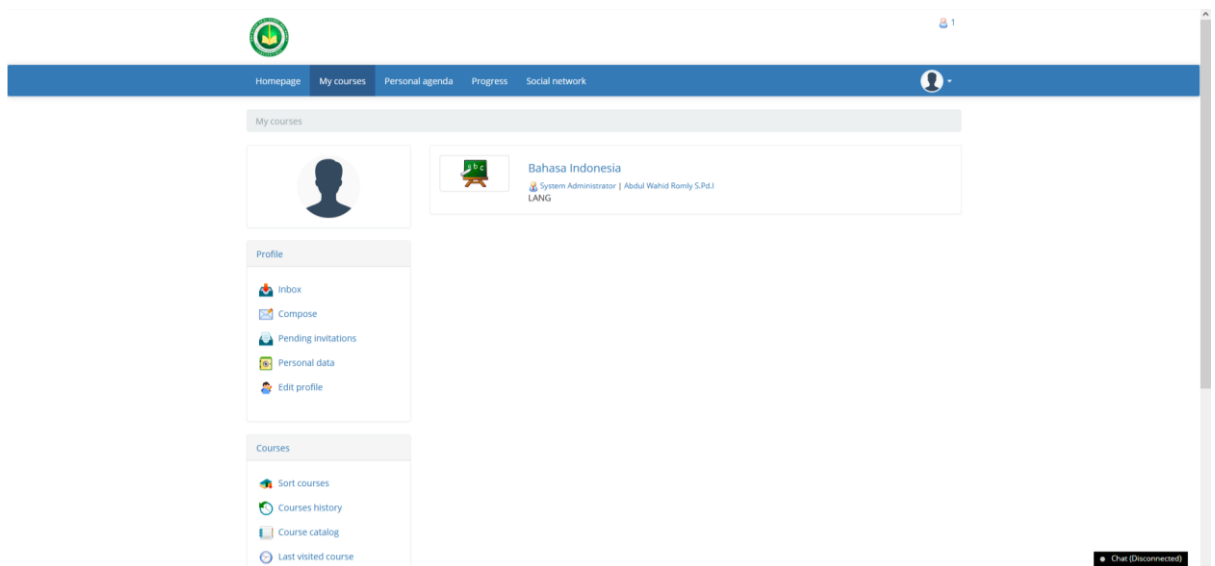 1
Homepage My courses Personal agenda Progress Social network
My courses
abc
Bahasa Indonesia
System Administrator | Abdul Wahid Romly S.Pd.I
LANG
Profile
Inbox
Compose
Pending invitations
Personal data
Edit profile
Courses
Sort courses
Courses history
Course catalog
Last visited course
Chat (Disconnected)